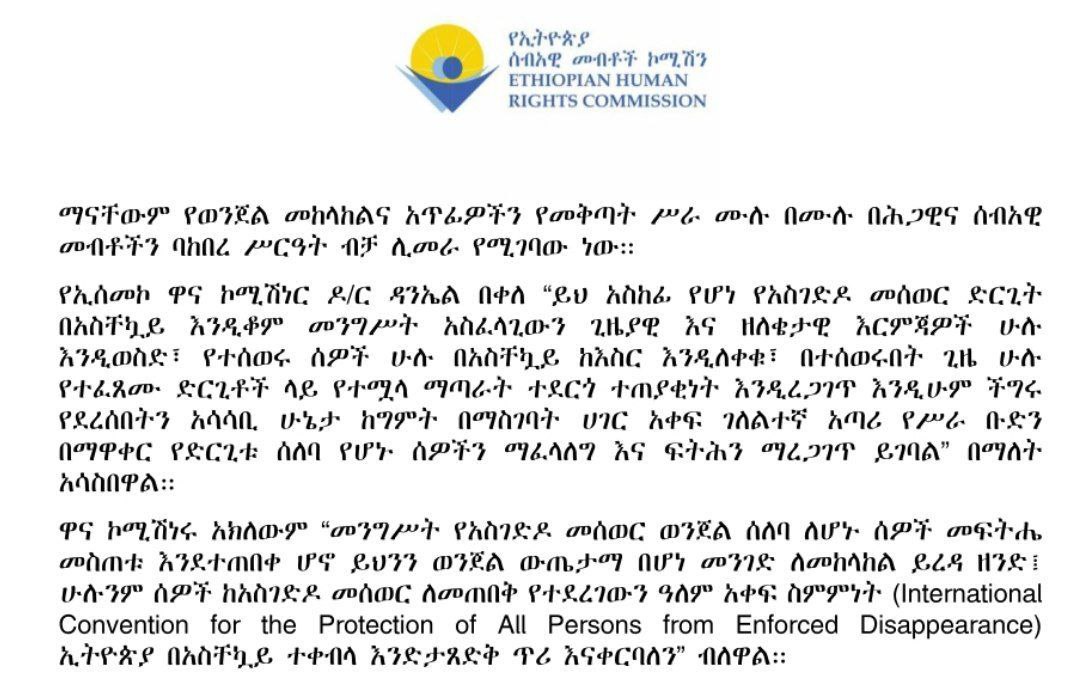 የኢትዮጵያ
ሰብአዊ መብቶች ኮሚሽን
ETHIOPIAN HUMAN
RIGHTS COMMISSION
ማናቸውም የወንጀል መከላከልና አጥፊዎችን የመቅጣት ሥራ ሙሉ በሙሉ በሕጋዊና ሰብአዊ
መብቶችን ባከበረ ሥርዓት ብቻ ሊመራ የሚገባው ነው፡፡
የኢሰመኮ ዋና ኮሚሽነር ዶ/ር ዳንኤል በቀለ “ይህ አስከፊ የሆነ የአስገድዶ መሰወር ድርጊት
በአስቸኳይ እንዲቆም መንግሥት አስፈላጊውን ጊዜያዊ እና ዘለቄታዊ እርምጃዎች ሁሉ
እንዲወስድ፣ የተሰወሩ ሰዎች ሁሉ በአስቸኳይ ከእስር እንዲለቀቁ፣ በተሰወሩበት ጊዜ ሁሉ
የተፈጸሙ ድርጊቶች ላይ የተሟላ ማጣራት ተደርጎ ተጠያቂነት እንዲረጋገጥ እንዲሁም ችግሩ
የደረሰበትን አሳሳቢ ሁኔታ ከግምት በማስገባት ሀገር አቀፍ ገለልተኛ አጣሪ የሥራ ቡድን
በማዋቀር የድርጊቱ ሰለባ የሆኑ ሰዎችን ማፈላለግ እና ፍትሕን ማረጋገጥ ይገባል” በማለት
አሳስበዋል፡፡
ዋና ኮሚሽነሩ አክለውም “መንግሥት የአስገድዶ መሰወር ወንጀል ሰለባ ለሆኑ ሰዎች መፍትሔ
መስጠቱ እንደተጠበቀ ሆኖ ይህንን ወንጀል ውጤታማ በሆነ መንገድ ለመከላከል ይረዳ ዘንድ፤
ሁሉንም ሰዎች ከአስገድዶ መሰወር ለመጠበቅ የተደረገውን ዓለም አቀፍ ስምምነት (International
Convention for the Protection of All Persons from Enforced Disappearance)
ኢትዮጵያ በአስቸኳይ ተቀብላ እንድታጸድቅ ጥሪ እናቀርባለን” ብለዋል፡፡